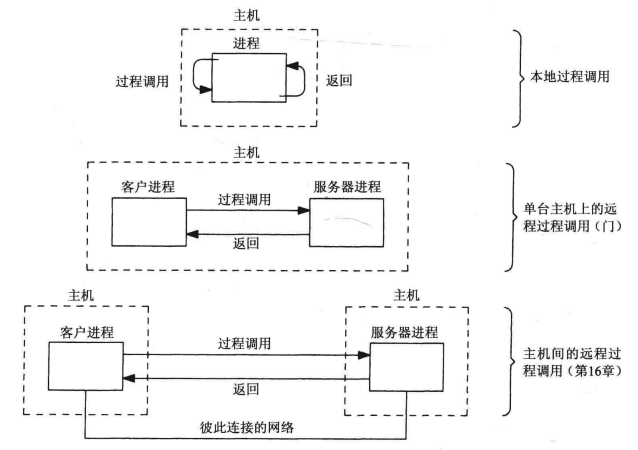 主机
进程
过程调用
返回
本地过程调用
主机
客户进程
服务器进程
过程调用
返回
单台主机上的远
程过程调用（门）
主机
主机
客户进程
服务器进程
过程调用
返回
主机间的远程过
程调用（第16章）
彼此连接的网络